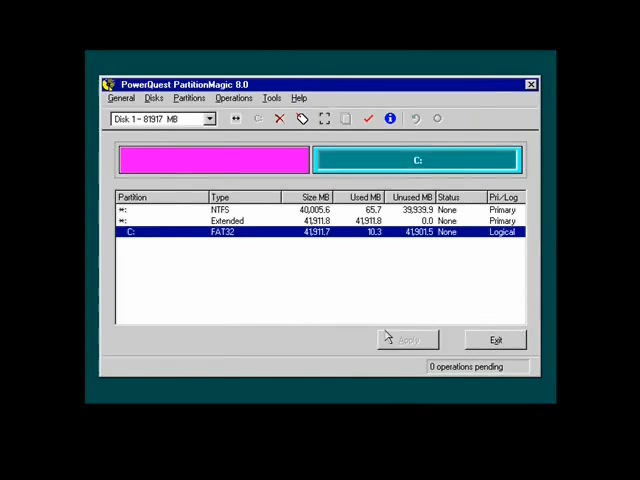 PowerQuest PartitionMagic 8.0
General Disks Partitions Operations Tools Help
Disk 1 - 81917 MB
C:
C:
Partition Type Size MB Used MB Unused MB Status Pri/Log
*: NTFS 40,005.6 65.7 39,939.9 None Primary
*: Extended 41,911.8 41,911.8 0.0 None Primary
C: FAT32 41,911.7 10.3 41,901.5 None Logical
Apply Exit
0 operations pending